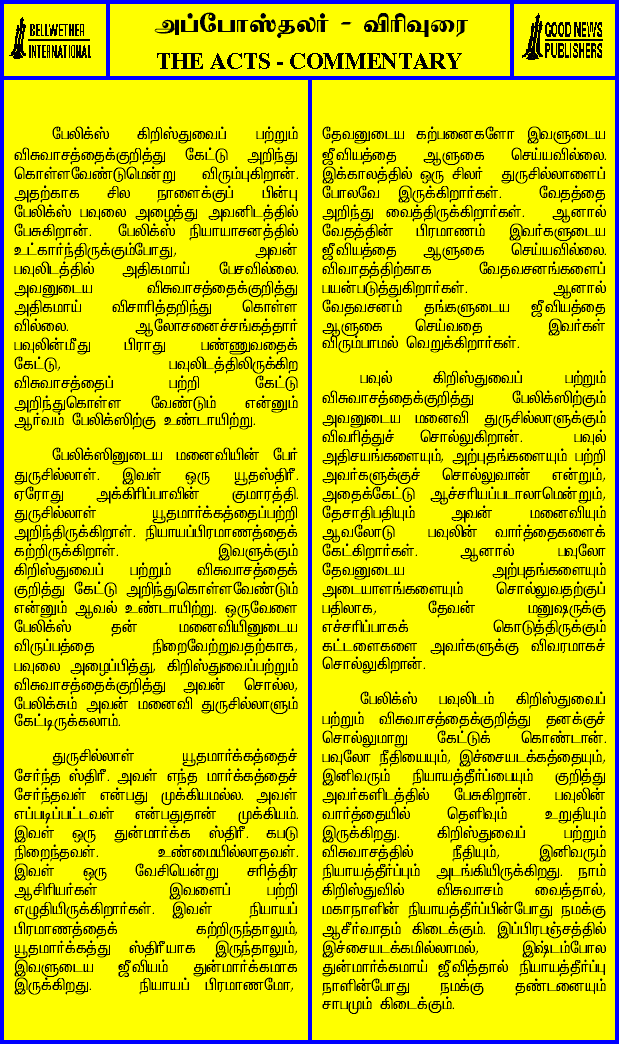 BELLWETHER
INTERNATIONAL
அப்போஸ்தலர் - விரிவுரை
THE ACTS - COMMENTARY
GOOD NEWS
PUBLISHERS
பேலிக்ஸ் கிறிஸ்துவைப் பற்றும்
விசுவாசத்தைக்குறித்து கேட்டு அறிந்து
கொள்ளவேண்டுமென்று விரும்புகிறான்.
அதற்காக சில நாளைக்குப் பின்பு
பேலிக்ஸ் பவுலை அழைத்து அவனிடத்தில்
பேசுகிறான். பேலிக்ஸ் நியாயாசனத்தில்
உட்கார்ந்திருக்கும்போது, அவன்
பவுலிடத்தில் அதிகமாய் பேசவில்லை.
அவனுடைய விசுவாசத்தைக்குறித்து
அதிகமாய் விசாரித்தறிந்து கொள்ள
வில்லை. ஆலோசனைச்சங்கத்தார்
பவுலின்மீது பிராது பண்ணுவதைக்
கேட்டு, பவுலிடத்திலிருக்கிற
விசுவாசத்தைப் பற்றி கேட்டு
அறிந்துகொள்ள வேண்டும் என்னும்
ஆர்வம் பேலிக்ஸிற்கு உண்டாயிற்று.
பேலிக்ஸினுடைய மனைவியின் பேர்
துருசில்லாள். இவள் ஒரு யூதஸ்திரீ.
ஏரோது அக்கிரிப்பாவின் குமாரத்தி.
துருசில்லாள் யூதமார்க்கத்தைப்பற்றி
அறிந்திருக்கிறாள். நியாயப்பிரமாணத்தைக்
கற்றிருக்கிறாள். இவளுக்கும்
கிறிஸ்துவைப் பற்றும் விசுவாசத்தைக்
குறித்து கேட்டு அறிந்துகொள்ளவேண்டும்
என்னும் ஆவல் உண்டாயிற்று. ஒருவேளை
பேலிக்ஸ் தன் மனைவியினுடைய
விருப்பத்தை நிறைவேற்றுவதற்காக,
பவுலை அழைப்பித்து, கிறிஸ்துவைப்பற்றும்
விசுவாசத்தைக்குறித்து அவன் சொல்ல,
பேலிக்சும் அவன் மனைவி துருசில்லாளும்
கேட்டிருக்கலாம்.
துருசில்லாள் யூதமார்க்கத்தைச்
சேர்ந்த ஸ்திரீ. அவள் எந்த மார்க்கத்தைச்
சேர்ந்தவள் என்பது முக்கியமல்ல. அவள்
எப்படிப்பட்டவள் என்பதுதான் முக்கியம்.
இவள் ஒரு துன்மார்க்க ஸ்திரீ. கபடு
நிறைந்தவள். உண்மையில்லாதவள்.
இவள் ஒரு வேசியென்று சரித்திர
ஆசிரியர்கள் இவளைப் பற்றி
எழுதியிருக்கிறார்கள். இவள் நியாயப்
பிரமாணத்தைக் கற்றிருந்தாலும்,
யூதமார்க்கத்து ஸ்திரீயாக இருந்தாலும்,
இவளுடைய ஜீவியம் துன்மார்க்கமாக
இருக்கிறது. நியாயப் பிரமாணமோ,
தேவனுடைய கற்பனைகளோ இவளுடைய
ஜீவியத்தை ஆளுகை செய்யவில்லை.
இக்காலத்தில் ஒரு சிலர் துருசில்லாளைப்
போலவே இருக்கிறார்கள். வேதத்தை
அறிந்து வைத்திருக்கிறார்கள். ஆனால்
வேதத்தின் பிரமாணம் இவர்களுடைய
ஜீவியத்தை ஆளுகை செய்யவில்லை.
விவாதத்திற்காக வேதவசனங்களைப்
பயன்படுத்துகிறார்கள். ஆனால்
வேதவசனம் தங்களுடைய ஜீவியத்தை
ஆளுகை செய்வதை இவர்கள்
விரும்பாமல் வெறுக்கிறார்கள்.
பவுல் கிறிஸ்துவைப் பற்றும்
விசுவாசத்தைக்குறித்து பேலிக்ஸிற்கும்
அவனுடைய மனைவி துருசில்லாளுக்கும்
விவரித்துச் சொல்லுகிறான். பவுல்
அதிசயங்களையும், அற்புதங்களையும் பற்றி
அவர்களுக்குச் சொல்லுவான் என்றும்,
அதைக்கேட்டு ஆச்சரியப்படாலாமென்றும்,
தேசாதிபதியும் அவன் மனைவியும்
ஆவலோடு பவுலின் வார்த்தைகளைக்
கேட்கிறார்கள். ஆனால் பவுலோ
தேவனுடைய அற்புதங்களையும்
அடையாளங்களையும் சொல்லுவதற்குப்
பதிலாக, தேவன் மனுஷருக்கு
எச்சரிப்பாகக் கொடுத்திருக்கும்
கட்டளைகளை அவர்களுக்கு விவரமாகச்
சொல்லுகிறான்.
பேலிக்ஸ் பவுலிடம் கிறிஸ்துவைப்
பற்றும் விசுவாசத்தைக்குறித்து தனக்குச்
சொல்லுமாறு கேட்டுக் கொண்டான்.
பவுலோ நீதியையும், இச்சையடக்கத்தையும்,
இனிவரும் நியாயத்தீர்ப்பையும் குறித்து
அவர்களிடத்தில் பேசுகிறான். பவுலின்
வார்த்தையில் தெளிவும் உறுதியும்
இருக்கிறது. கிறிஸ்துவைப் பற்றும்
விசுவாசத்தில் நீதியும், இனிவரும்
நியாயத்தீர்ப்பும் அடங்கியிருக்கிறது. நாம்
கிறிஸ்துவில் விசுவாசம் வைத்தால்,
மகாநாளின் நியாயத்தீர்ப்பின்போது நமக்கு
ஆசீர்வாதம் கிடைக்கும். இப்பிரபஞ்சத்தில்
இச்சையடக்கமில்லாமல், இஷ்டம்போல
துன்மார்க்கமாய் ஜீவித்தால் நியாயத்தீர்ப்பு
நாளின்போது நமக்கு தண்டனையும்
சாபமும் கிடைக்கும்.